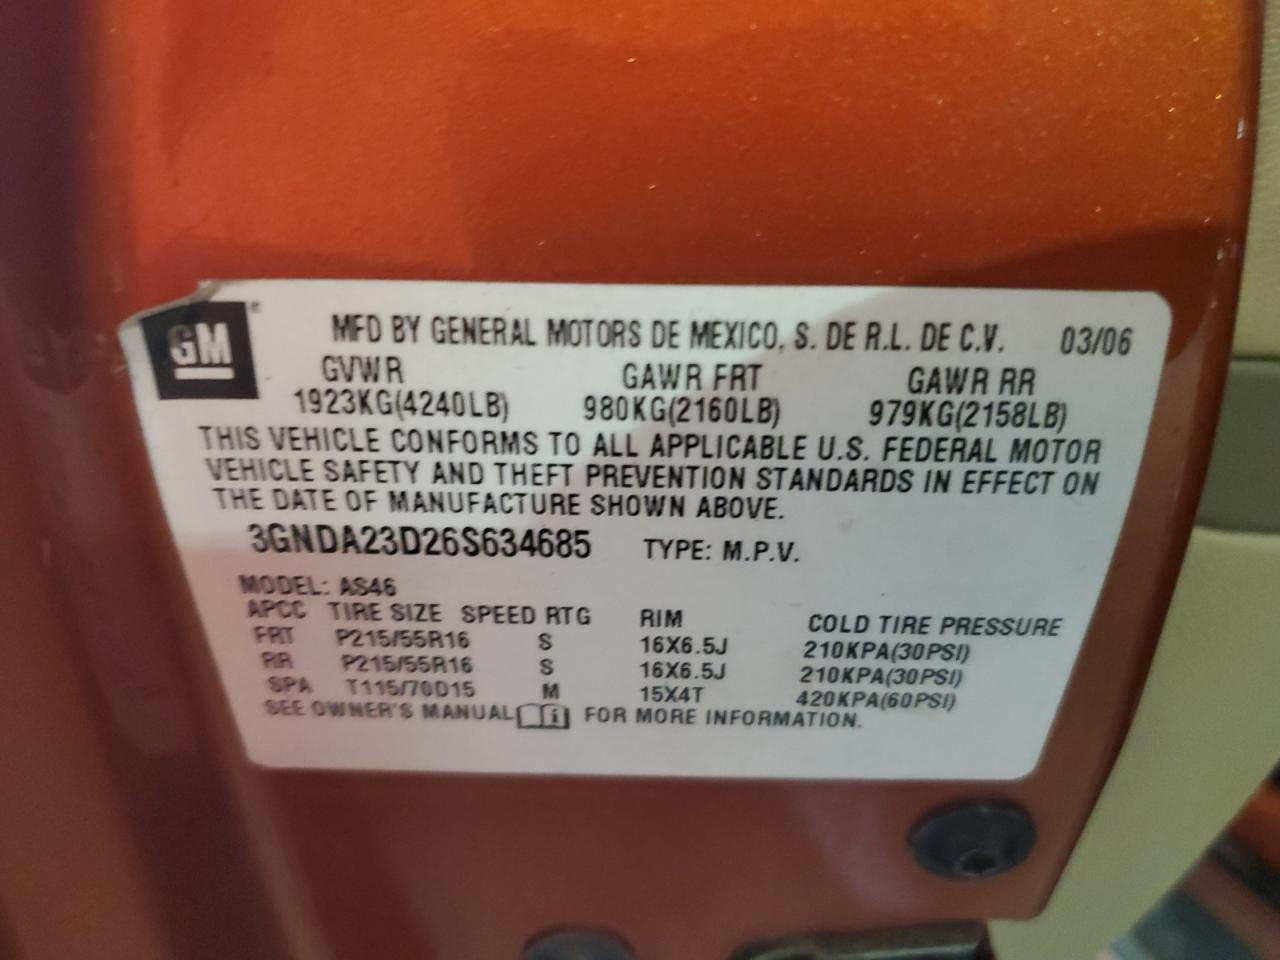 GM
MFD BY GENERAL MOTORS DE MEXICO, S. DE R.L. DE C.V. 03/06
GVWR GAWR FRT GAWR RR
1923KG(4240LB) 980KG(2160LB) 979KG(2158LB)
THIS VEHICLE CONFORMS TO ALL APPLICABLE U.S. FEDERAL MOTOR
VEHICLE SAFETY AND THEFT PREVENTION STANDARDS IN EFFECT ON
THE DATE OF MANUFACTURE SHOWN ABOVE.
3GNDA23D26S634685 TYPE: M.P.V.
MODEL: AS46
APCC TIRE SIZE SPEED RTG RIM COLD TIRE PRESSURE
FRT P215/55R16 S 16X6.5J 210KPA(30PSI)
RR P215/55R16 S 16X6.5J 210KPA(30PSI)
SPA T115/70D15 M 15X4T 420KPA(60PSI)
SEE OWNER'S MANUAL FOR MORE INFORMATION.